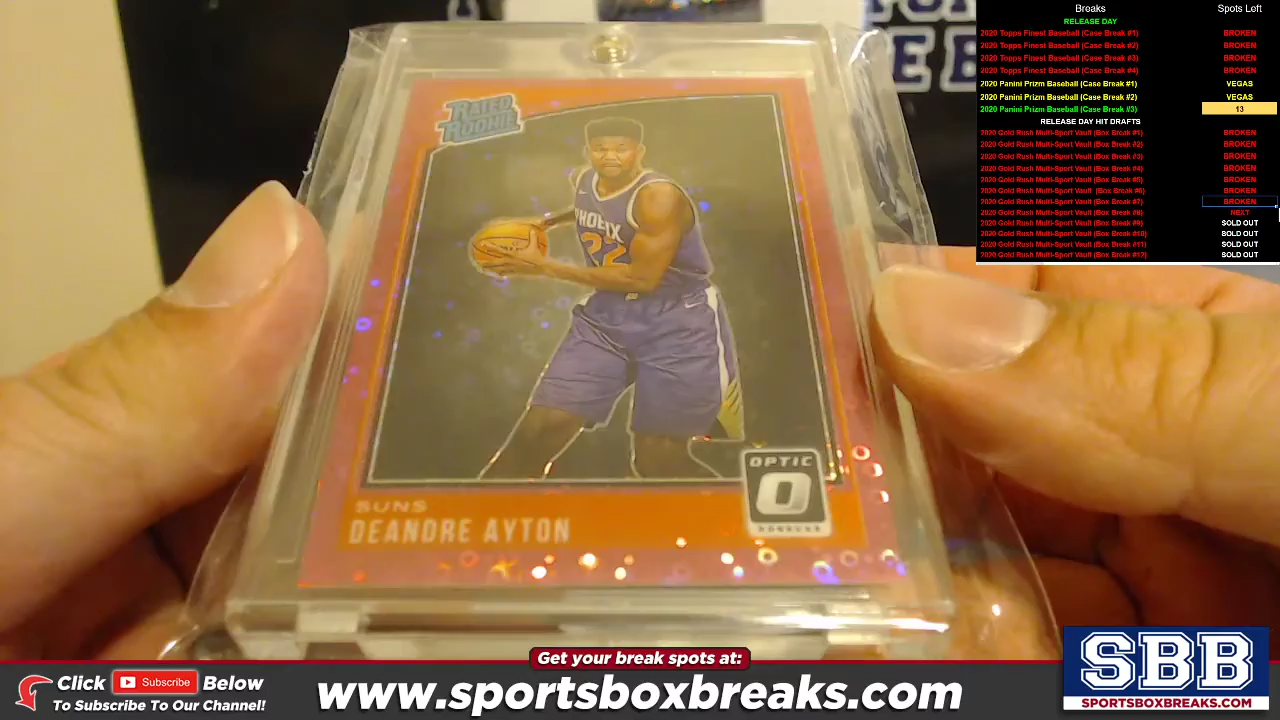 Breaks Spots Left
RELEASE DAY
2020 Topps Finest Baseball (Case Break #1) BROKEN
2020 Topps Finest Baseball (Case Break #2) BROKEN
2020 Topps Finest Baseball (Case Break #3) BROKEN
2020 Topps Finest Baseball (Case Break #4) BROKEN
2020 Panini Prizm Baseball (Case Break #1) VEGAS
2020 Panini Prizm Baseball (Case Break #2) VEGAS
2020 Panini Prizm Baseball (Case Break #3) 13
RELEASE DAY HIT DRAFTS
2020 Gold Rush Multi-Sport Vault (Box Break #1) BROKEN
2020 Gold Rush Multi-Sport Vault (Box Break #2) BROKEN
2020 Gold Rush Multi-Sport Vault (Box Break #3) BROKEN
2020 Gold Rush Multi-Sport Vault (Box Break #4) BROKEN
2020 Gold Rush Multi-Sport Vault (Box Break #5) BROKEN
2020 Gold Rush Multi-Sport Vault (Box Break #6) BROKEN
2020 Gold Rush Multi-Sport Vault (Box Break #7) BROKEN
2020 Gold Rush Multi-Sport Vault (Box Break #8) NEXT
2020 Gold Rush Multi-Sport Vault (Box Break #9) SOLD OUT
2020 Gold Rush Multi-Sport Vault (Box Break #10) SOLD OUT
2020 Gold Rush Multi-Sport Vault (Box Break #11) SOLD OUT
2020 Gold Rush Multi-Sport Vault (Box Break #12) SOLD OUT
RATED
ROOKIE
PHOENIX
22
OPTIC
O
DONRUSS
SUNS
DEANDRE AYTON
Get your break spots at:
Click Subscribe Below
To Subscribe To Our Channel!
www.sportsboxbreaks.com
SBB
SPORTSBOXBREAKS.COM